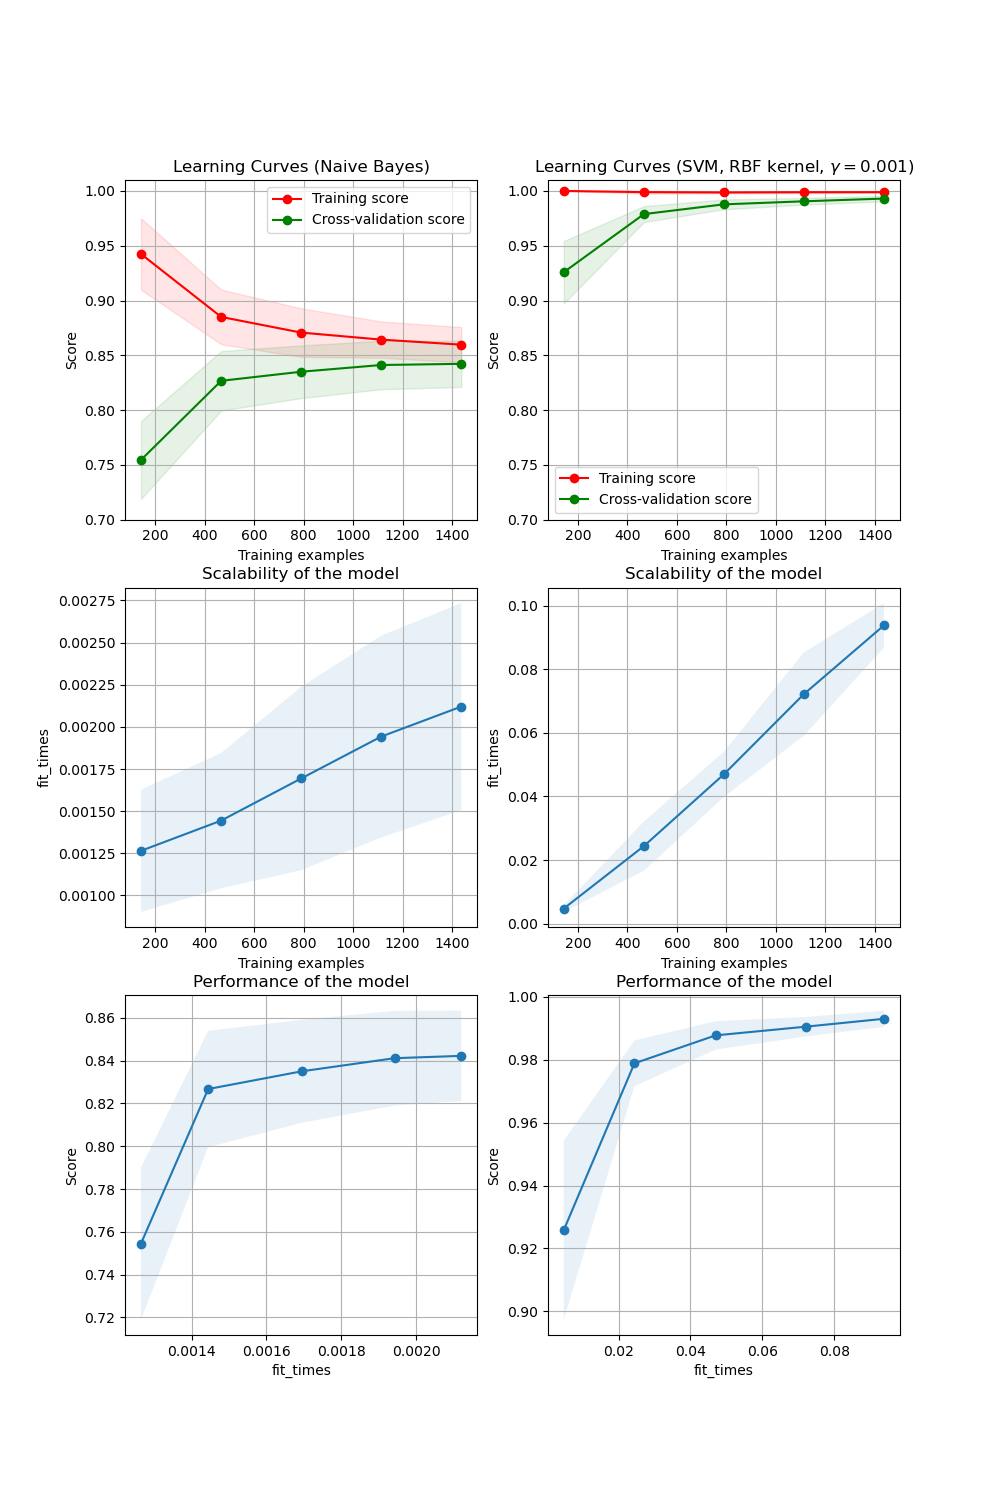 Learning Curves (Naive Bayes)
1.00
0.95
0.90
0.85
0.80
0.75
0.70
Score
Training score
Cross-validation score
200 400 600 800 1000 1200 1400
Training examples
Learning Curves (SVM, RBF kernel, γ = 0.001)
1.00
0.95
0.90
0.85
0.80
0.75
0.70
Score
Training score
Cross-validation score
200 400 600 800 1000 1200 1400
Training examples
Scalability of the model
0.00275
0.00250
0.00225
0.00200
0.00175
0.00150
0.00125
0.00100
fit_times
200 400 600 800 1000 1200 1400
Training examples
Scalability of the model
0.10
0.08
0.06
0.04
0.02
0.00
fit_times
200 400 600 800 1000 1200 1400
Training examples
Performance of the model
0.86
0.84
0.82
0.80
0.78
0.76
0.74
0.72
Score
0.0014 0.0016 0.0018 0.0020
fit_times
Performance of the model
1.00
0.98
0.96
0.94
0.92
0.90
Score
0.02 0.04 0.06 0.08
fit_times